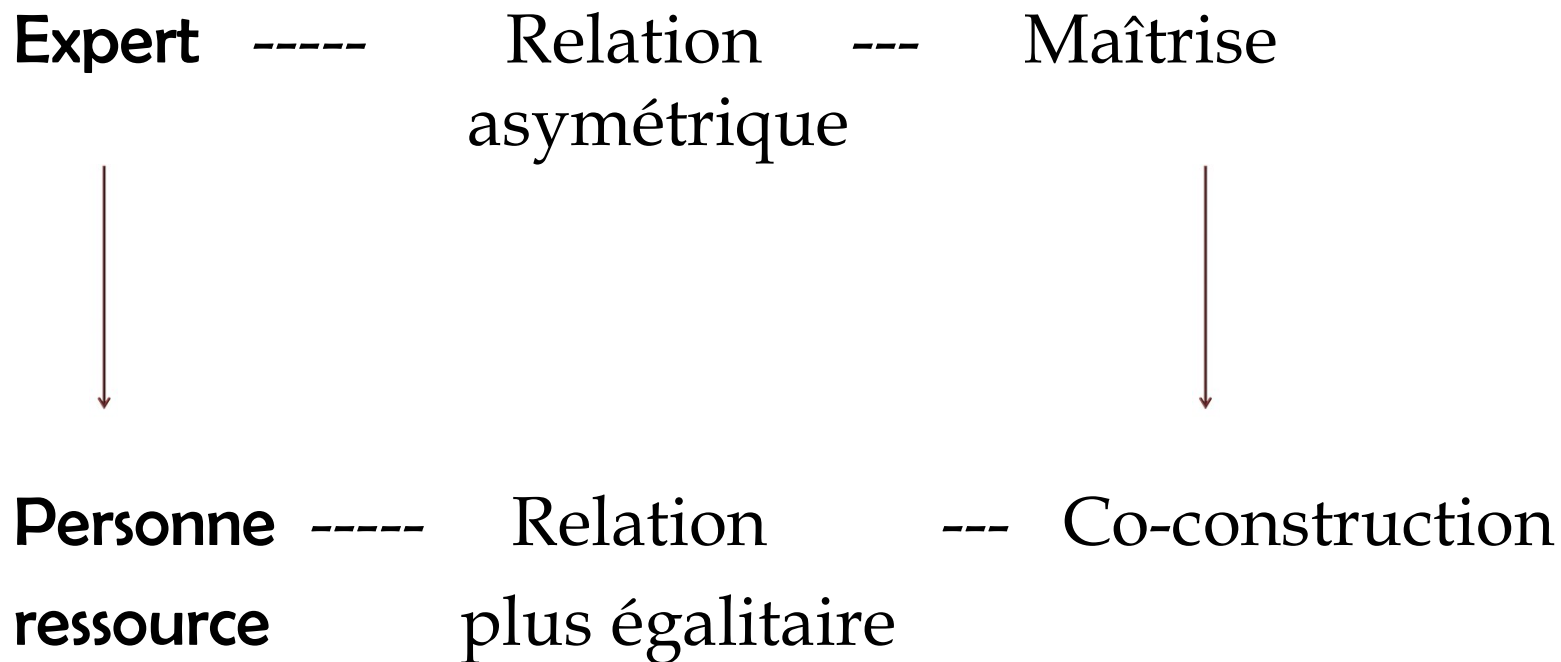 Expert ----- Relation --- Maîtrise
asymétrique
Personne ----- Relation --- Co-construction
ressource plus égalitaire